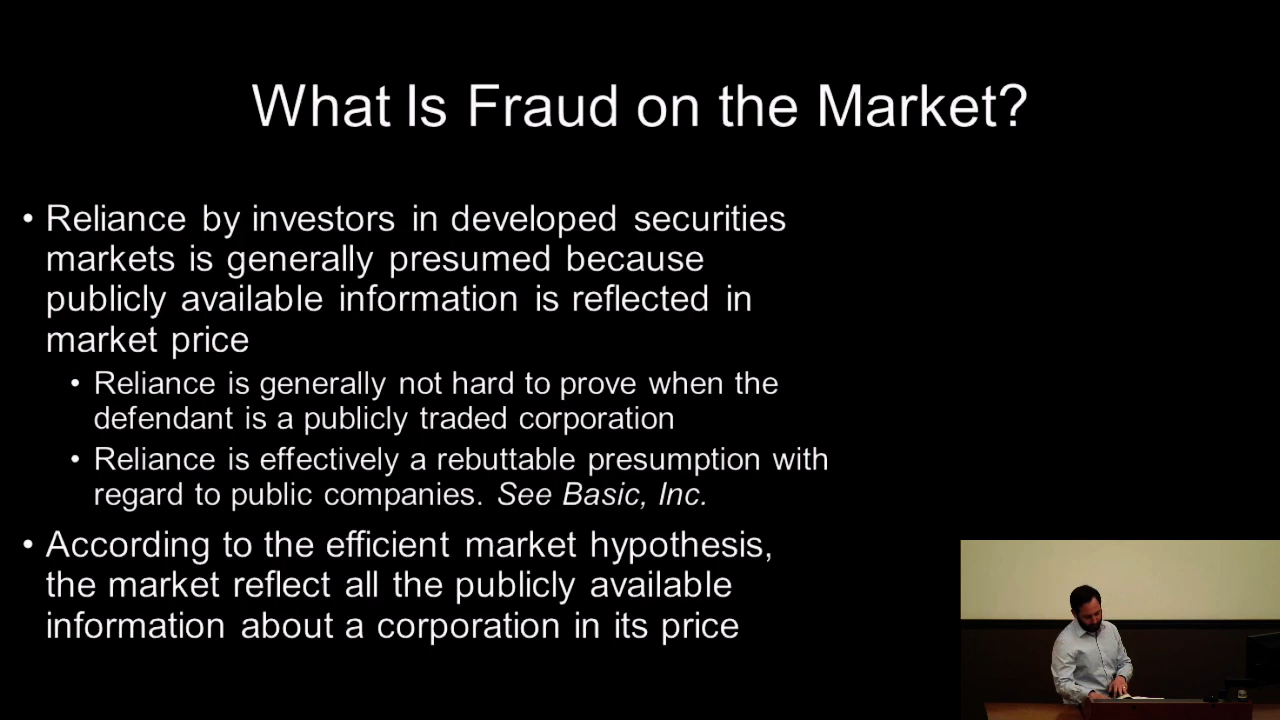 What Is Fraud on the Market?
• Reliance by investors in developed securities
markets is generally presumed because
publicly available information is reflected in
market price
• Reliance is generally not hard to prove when the
defendant is a publicly traded corporation
• Reliance is effectively a rebuttable presumption with
regard to public companies. See Basic, Inc.
• According to the efficient market hypothesis,
the market reflect all the publicly available
information about a corporation in its price